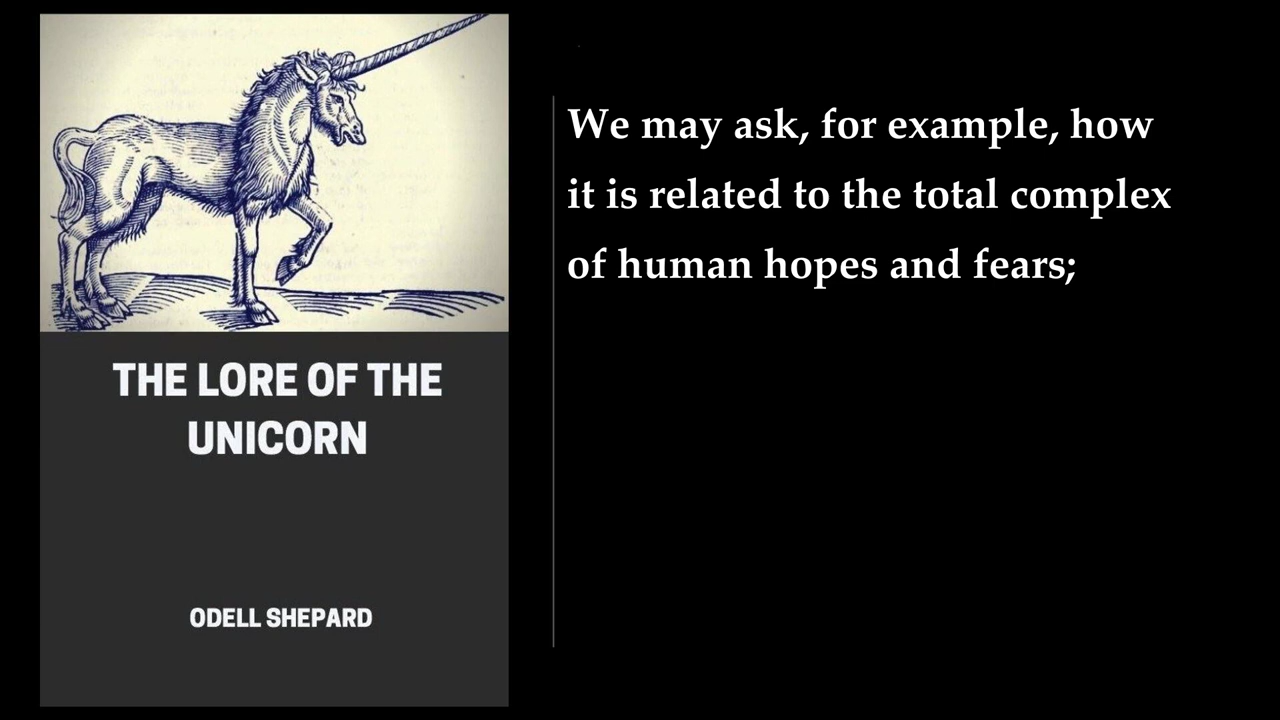 THE LORE OF THE
UNICORN
ODELL SHEPARD
We may ask, for example, how
it is related to the total complex
of human hopes and fears;